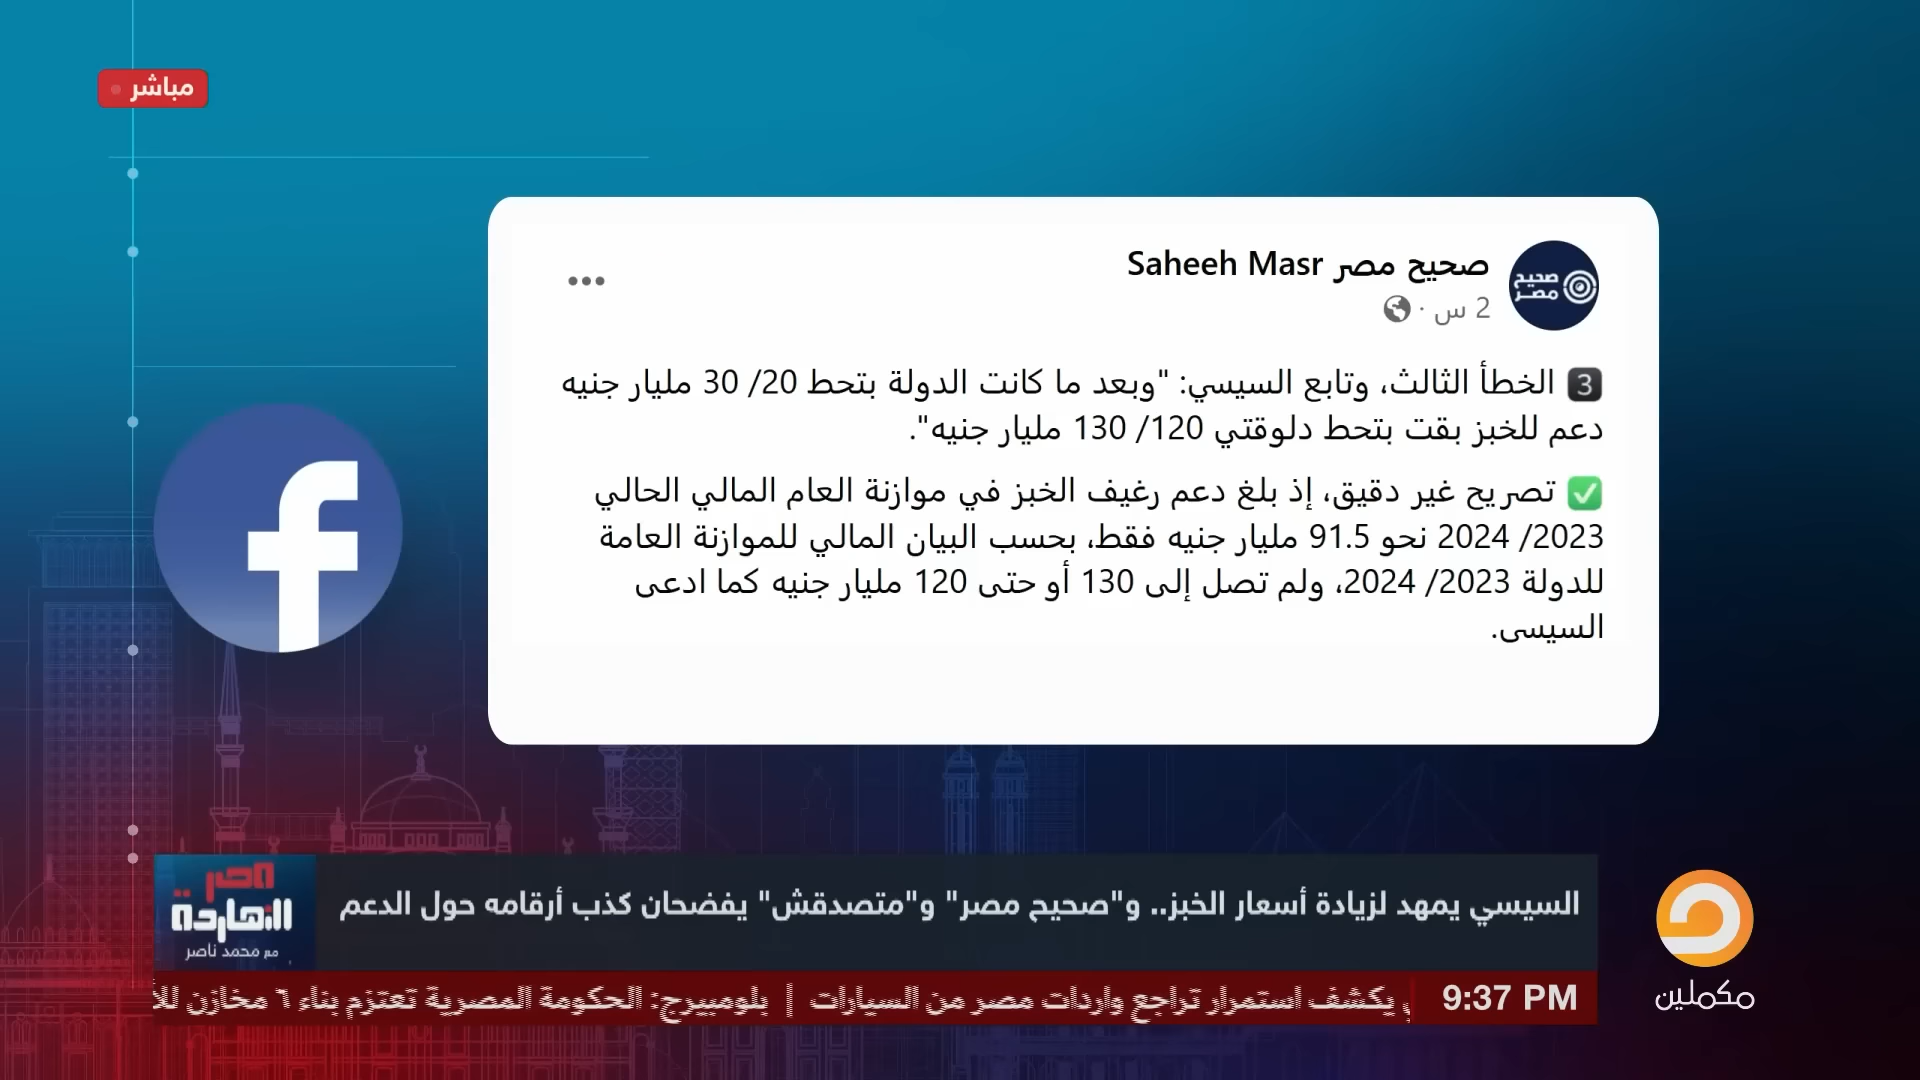 مباشر
صحيح مصر Saheeh Masr
صحيح
مصر
2 س ·
3 الخطأ الثالث، وتابع السيسي: "وبعد ما كانت الدولة بتحط 20/ 30 مليار جنيه
دعم للخبز بقت بتحط دلوقتي 120/ 130 مليار جنيه".
✅ تصريح غير دقيق، إذ بلغ دعم رغيف الخبز في موازنة العام المالي الحالي
2023/ 2024 نحو 91.5 مليار جنيه فقط، بحسب البيان المالي للموازنة العامة
للدولة 2023/ 2024، ولم تصل إلى 130 أو حتى 120 مليار جنيه كما ادعى
السيسى.
السيسي يمهد لزيادة أسعار الخبز.. و"صحيح مصر" و"متصدقش" يفضحان كذب أرقامه حول الدعم
مصر
النهاردة
مع محمد ناصر
9:37 PM
يكشف استمرار تراجع واردات مصر من السيارات | بلومبيرج: الحكومة المصرية تعتزم بناء ٦ مخازن
مكملين